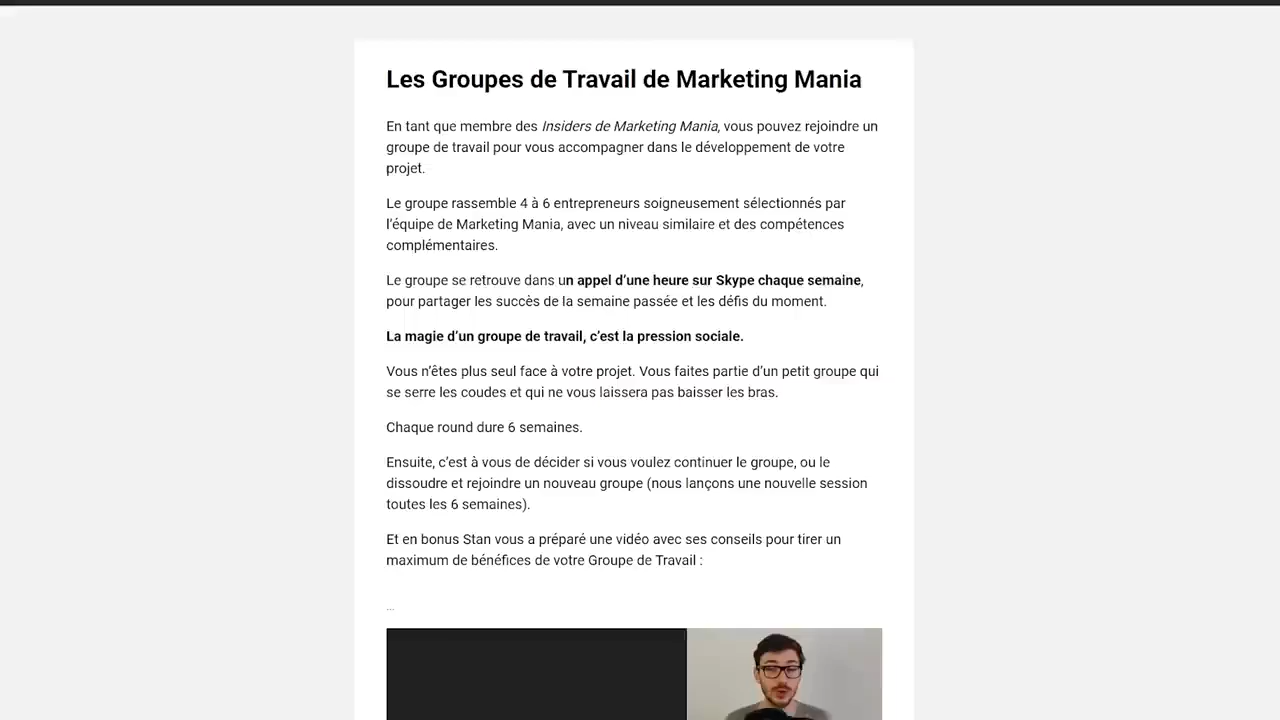 Les Groupes de Travail de Marketing Mania
En tant que membre des Insiders de Marketing Mania, vous pouvez rejoindre un
groupe de travail pour vous accompagner dans le développement de votre
projet.
Le groupe rassemble 4 à 6 entrepreneurs soigneusement sélectionnés par
l’équipe de Marketing Mania, avec un niveau similaire et des compétences
complémentaires.
Le groupe se retrouve dans un appel d’une heure sur Skype chaque semaine,
pour partager les succès de la semaine passée et les défis du moment.
La magie d’un groupe de travail, c’est la pression sociale.
Vous n’êtes plus seul face à votre projet. Vous faites partie d’un petit groupe qui
se serre les coudes et qui ne vous laissera pas baisser les bras.
Chaque round dure 6 semaines.
Ensuite, c’est à vous de décider si vous voulez continuer le groupe, ou le
dissoudre et rejoindre un nouveau groupe (nous lançons une nouvelle session
toutes les 6 semaines).
Et en bonus Stan vous a préparé une vidéo avec ses conseils pour tirer un
maximum de bénéfices de votre Groupe de Travail :
...